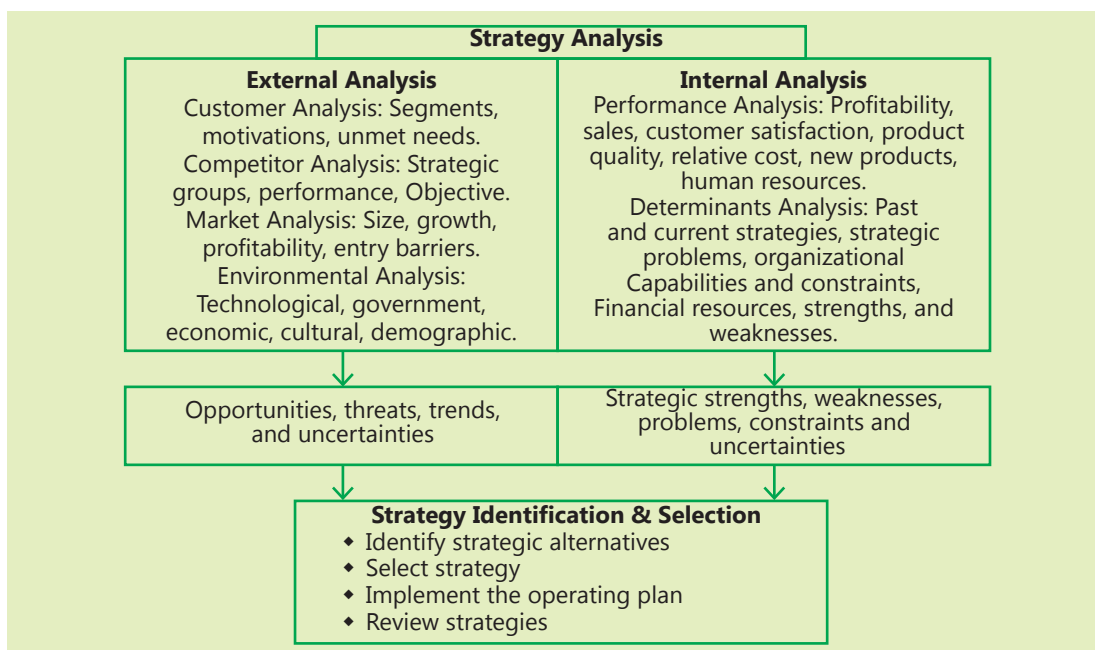 Strategy Analysis
External Analysis
Customer Analysis: Segments,
motivations, unmet needs.
Competitor Analysis: Strategic
groups, performance, Objective.
Market Analysis: Size, growth,
profitability, entry barriers.
Environmental Analysis:
Technological, government,
economic, cultural, demographic.
Internal Analysis
Performance Analysis: Profitability,
sales, customer satisfaction, product
quality, relative cost, new products,
human resources.
Determinants Analysis: Past
and current strategies, strategic
problems, organizational
Capabilities and constraints,
Financial resources, strengths, and
weaknesses.
Opportunities, threats, trends,
and uncertainties
Strategic strengths, weaknesses,
problems, constraints and
uncertainties
Strategy Identification & Selection
◆ Identify strategic alternatives
◆ Select strategy
◆ Implement the operating plan
◆ Review strategies